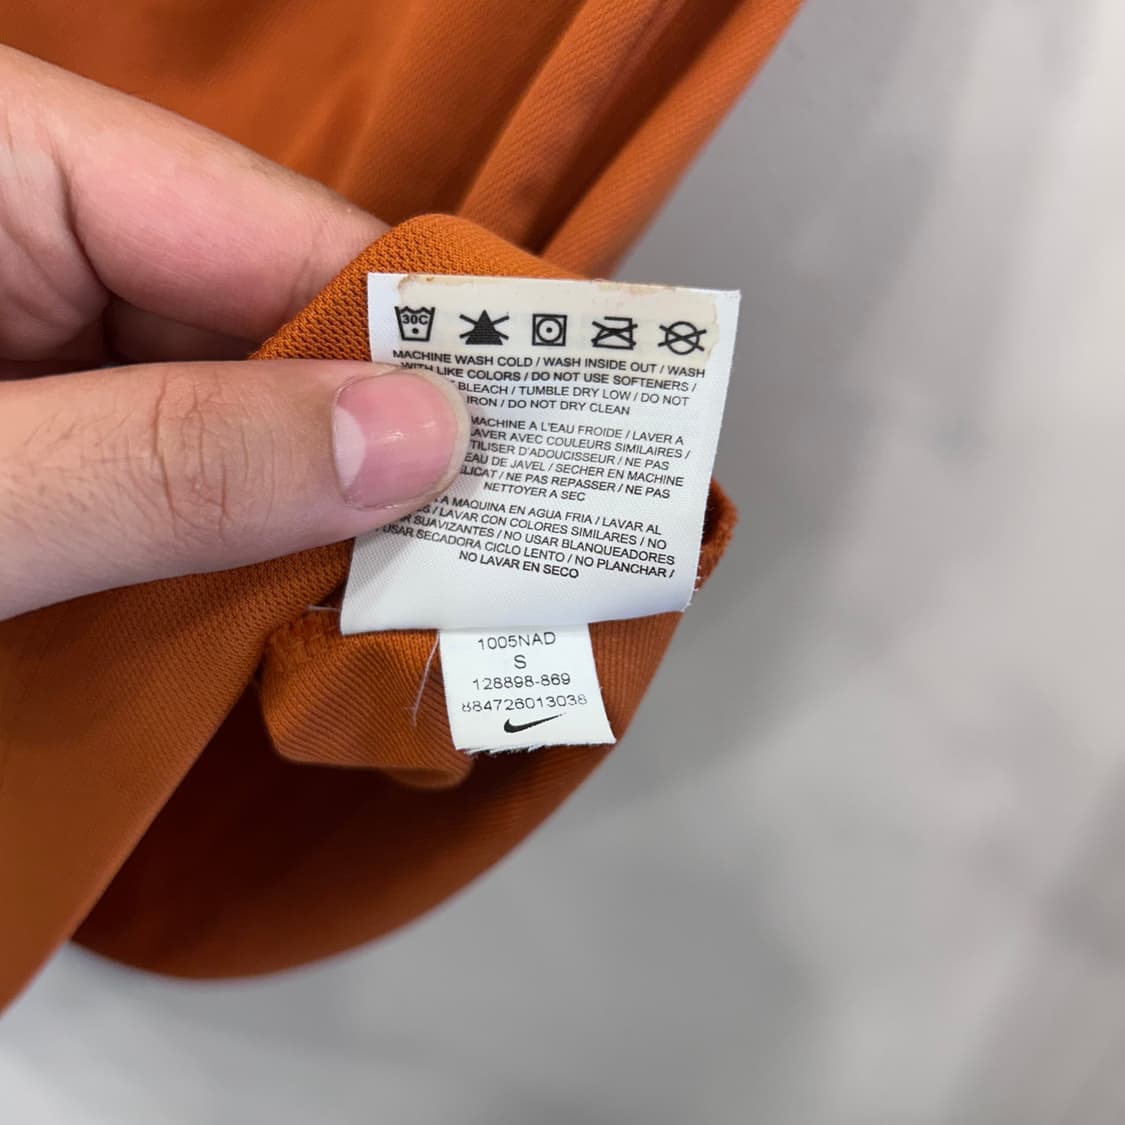 30C
MACHINE WASH COLD / WASH INSIDE OUT / WASH
WITH LIKE COLORS / DO NOT USE SOFTENERS /
BLEACH / TUMBLE DRY LOW / DO NOT
IRON / DO NOT DRY CLEAN
MACHINE A L'EAU FROIDE / LAVER A
LAVER AVEC COULEURS SIMILAIRES /
D'ADOUCISSEUR / NE PAS
EAU DE JAVEL / SECHER EN MACHINE
/ NE PAS REPASSER / NE PAS
NETTOYER A SEC
A MAQUINA EN AGUA FRIA / LAVAR AL
/ LAVAR CON COLORES SIMILARES / NO
SUAVIZANTES / NO USAR BLANQUEADORES
/ USAR SECADORA CICLO LENTO / NO PLANCHAR /
NO LAVAR EN SECO
1005NAD
S
128898-869
884726013038